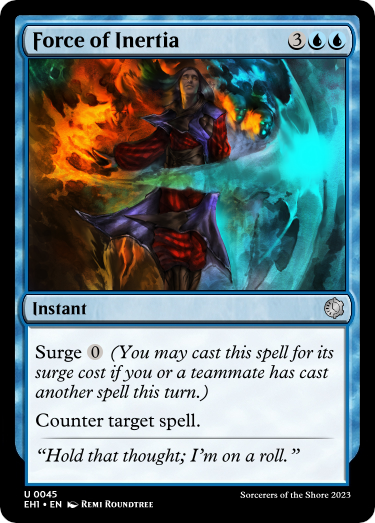 Force of Inertia 3
Instant
Surge 0 (You may cast this spell for its
surge cost if you or a teammate has cast
another spell this turn.)
Counter target spell.
“Hold that thought; I’m on a roll.”
U 0045
EH1 • EN Remi Roundtree
Sorcerers of the Shore 2023